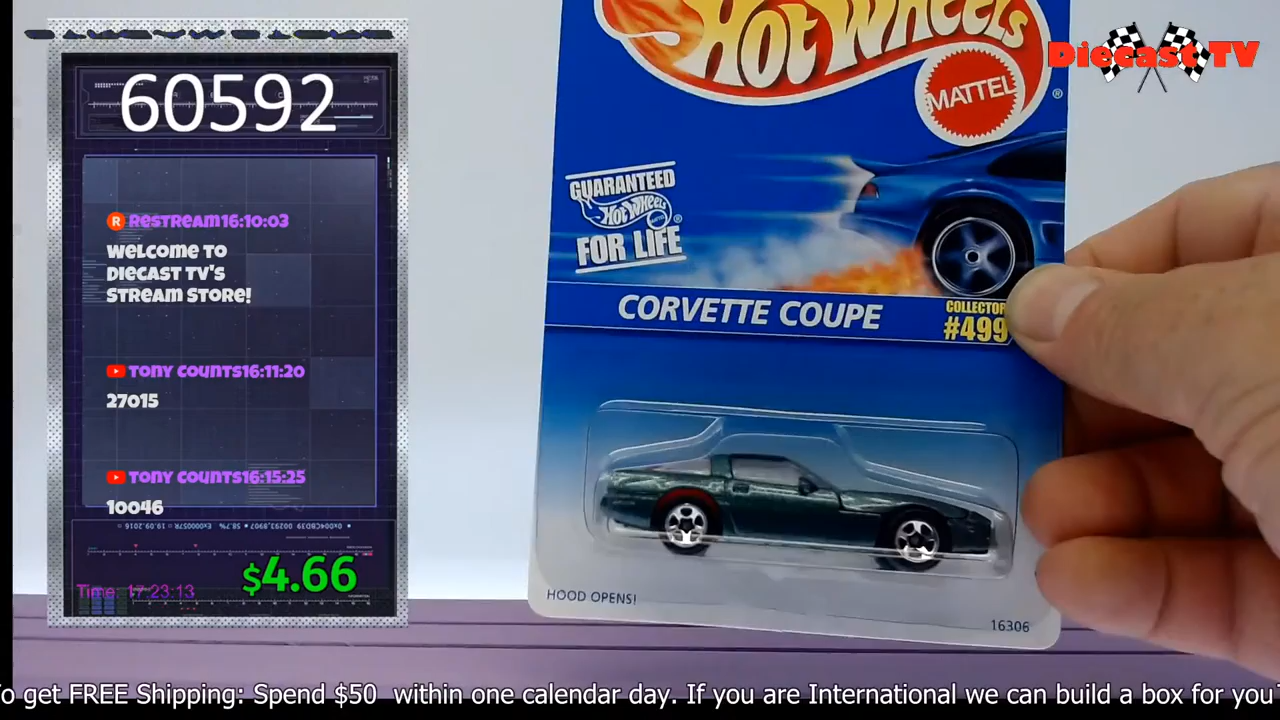 60592
Restream16:10:03
Welcome to
Diecast TV's
Stream Store!
Tony Counts16:11:20
27015
Tony Counts16:15:25
10046
$4.66
Time: 17:23:13
Hot Wheels
MATTEL
®
Diecast TV
GUARANTEED
Hot Wheels
®
FOR LIFE
CORVETTE COUPE
COLLECTOR
#499
HOOD OPENS!
16306
o get FREE Shipping: Spend $50 within one calendar day. If you are International we can build a box for you